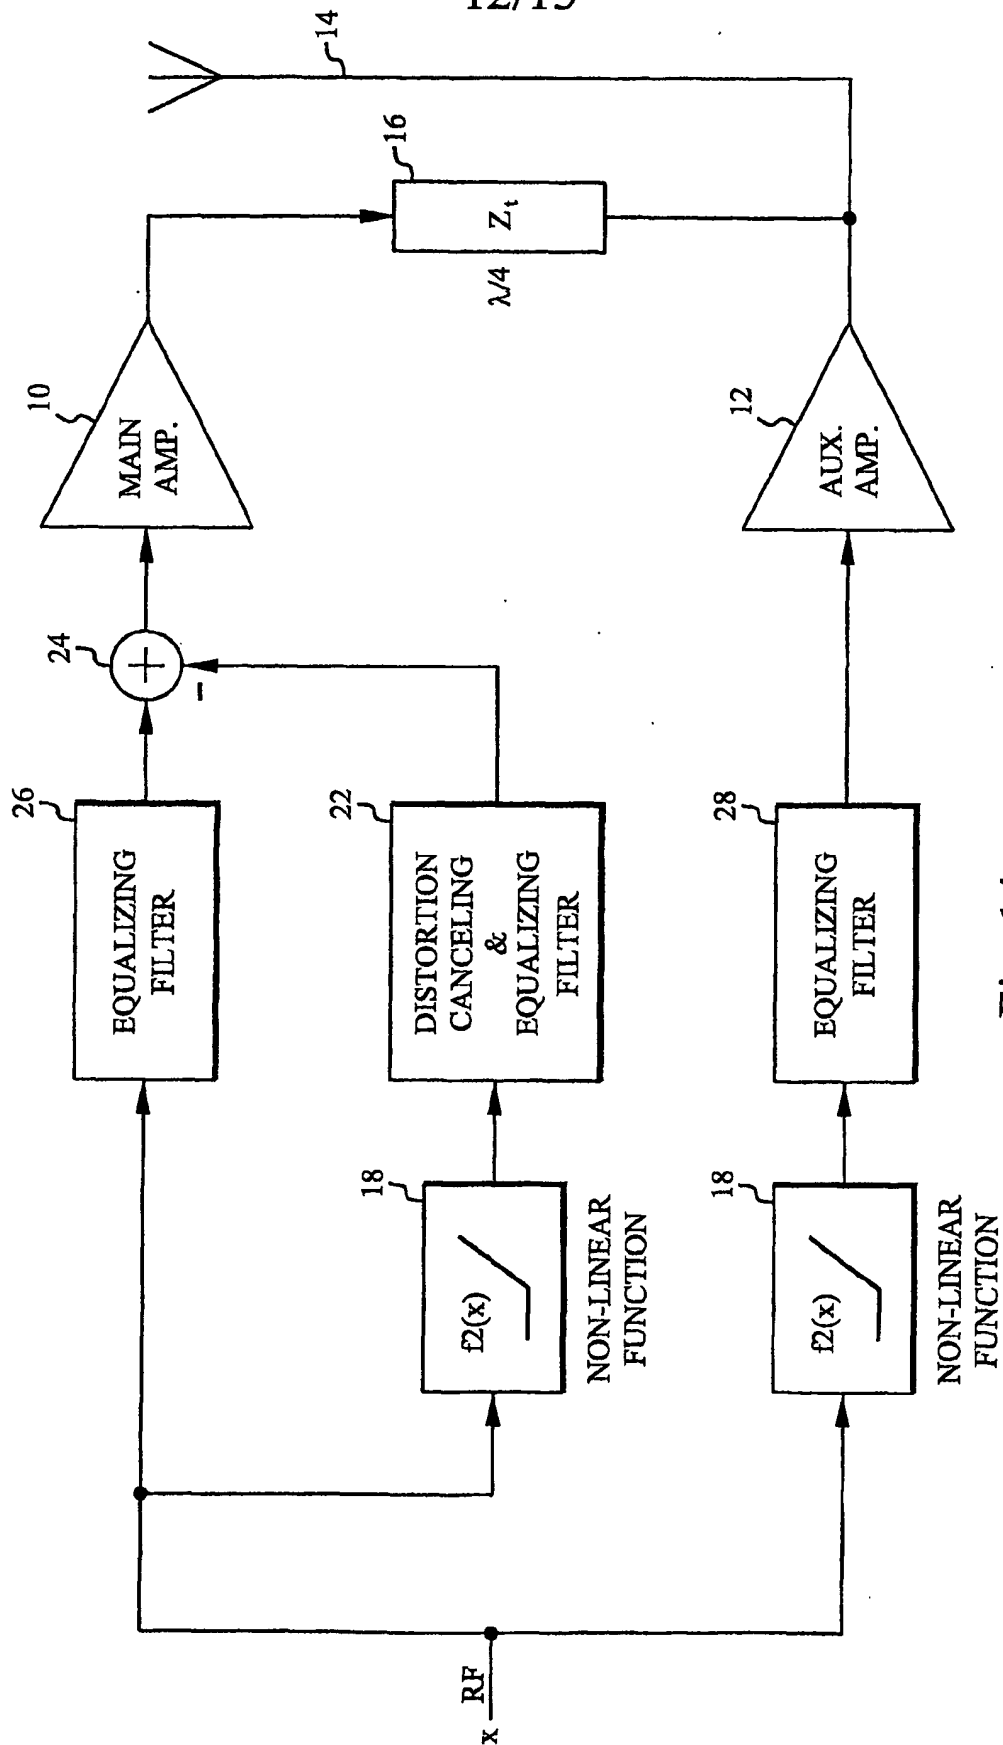 12/15
14
16
Zt
λ/4
10
MAIN
AMP.
12
AUX.
AMP.
24
+
-
26
EQUALIZING
FILTER
22
DISTORTION
CANCELING
&
EQUALIZING
FILTER
28
EQUALIZING
FILTER
18
f2(x)
NON-LINEAR
FUNCTION
18
f2(x)
NON-LINEAR
FUNCTION
x
RF